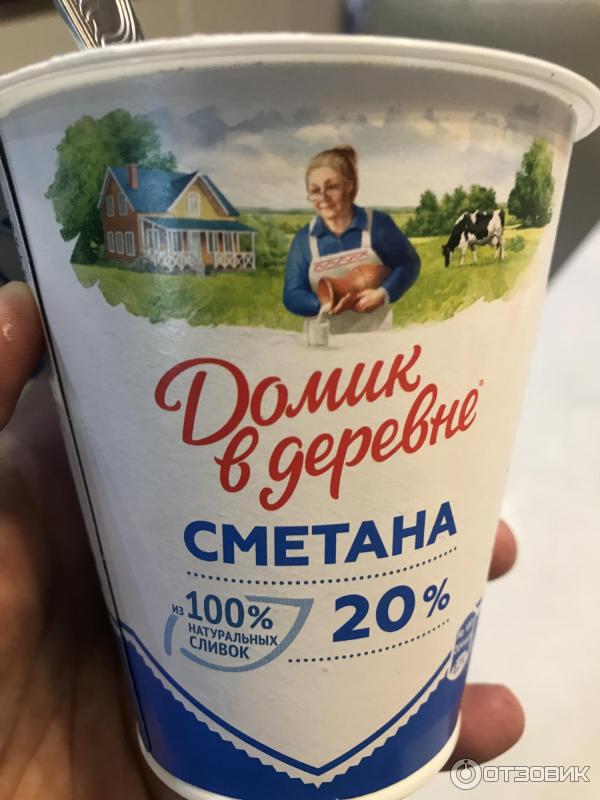 Домик
в деревне®
СМЕТАНА
из 100%
НАТУРАЛЬНЫХ
СЛИВОК
20%
ОТЗОВИК